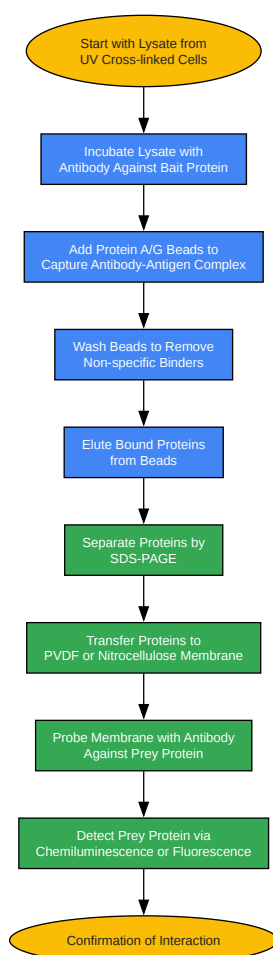 Start with Lysate from
UV Cross-linked Cells
Incubate Lysate with
Antibody Against Bait Protein
Add Protein A/G Beads to
Capture Antibody-Antigen Complex
Wash Beads to Remove
Non-specific Binders
Elute Bound Proteins
from Beads
Separate Proteins by
SDS-PAGE
Transfer Proteins to
PVDF or Nitrocellulose Membrane
Probe Membrane with Antibody
Against Prey Protein
Detect Prey Protein via
Chemiluminescence or Fluorescence
Confirmation of Interaction